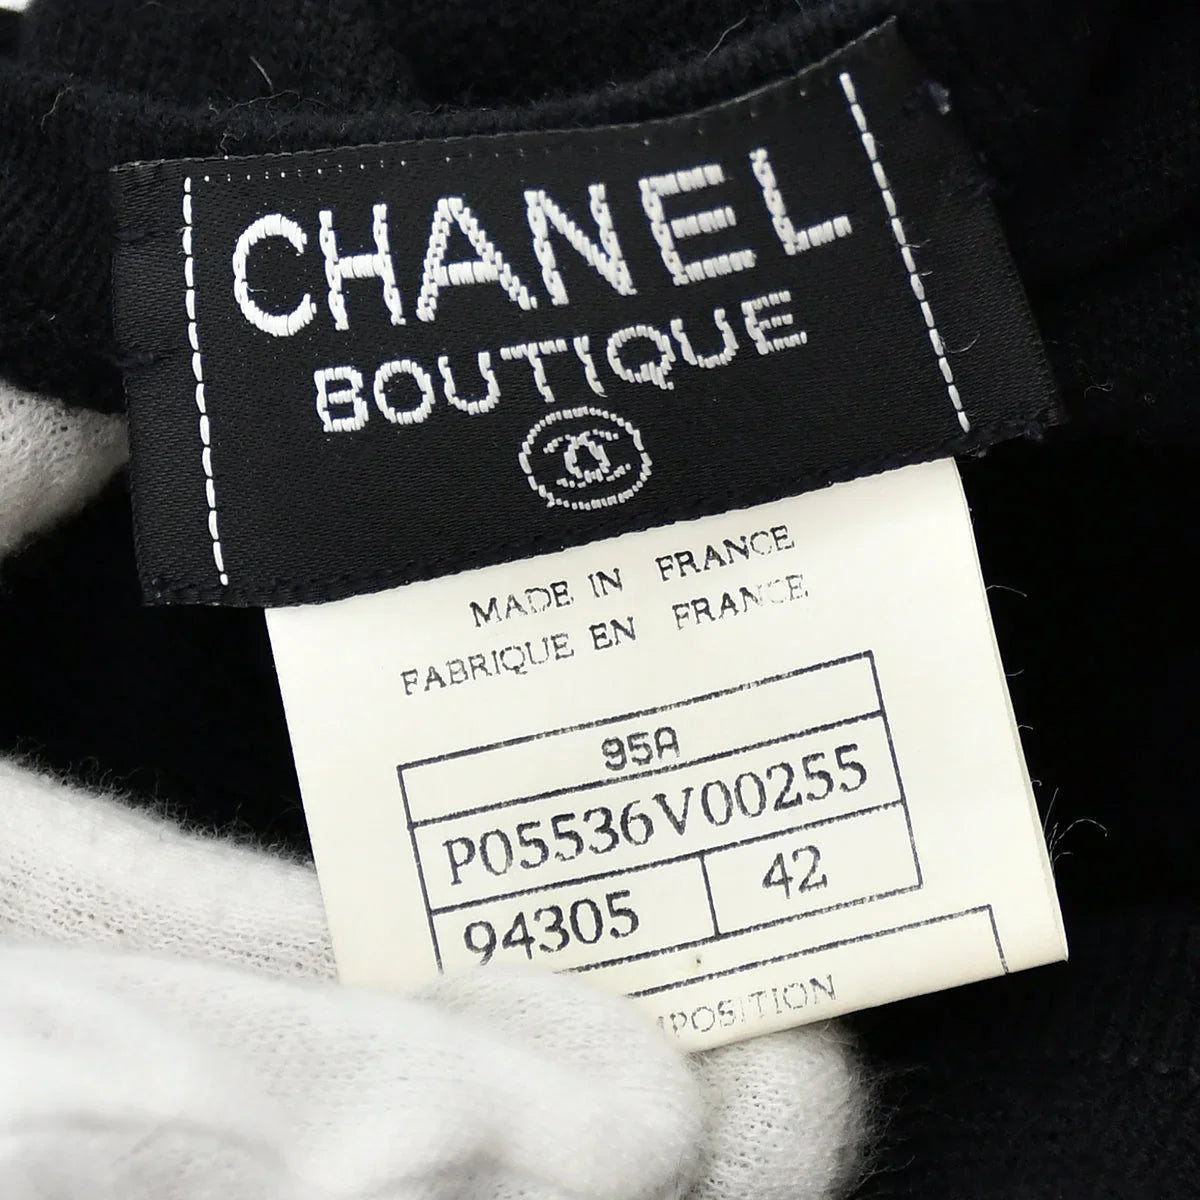 CHANEL
BOUTIQUE
MADE IN FRANCE
FABRIQUE EN FRANCE
95A
P05536V00255
94305 42